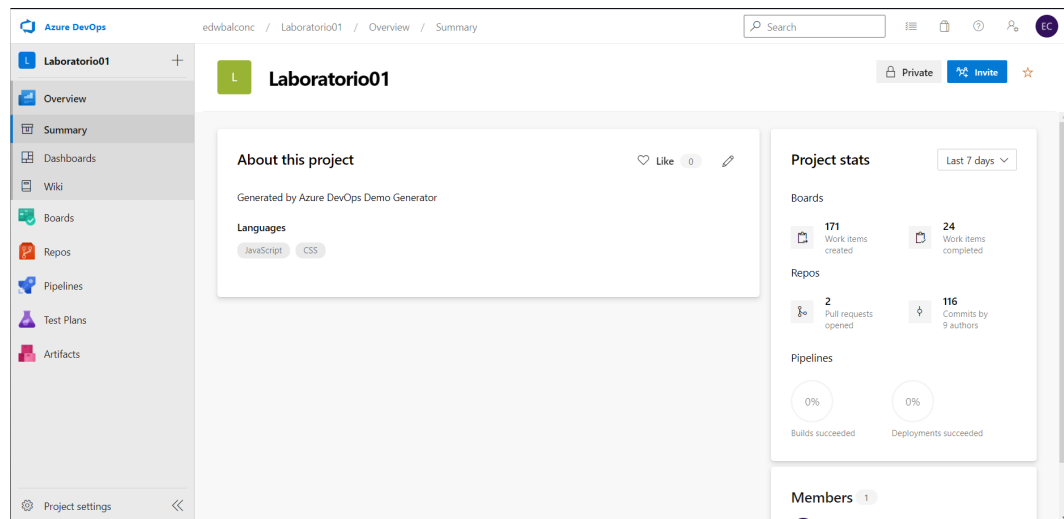 Azure DevOps
edwbalconc / Laboratorio01 / Overview / Summary
Search
EC
L Laboratorio01
Overview
Summary
Dashboards
Wiki
Boards
Repos
Pipelines
Test Plans
Artifacts
Project settings
L Laboratorio01
Private
Invite
About this project
Like 0
Generated by Azure DevOps Demo Generator
Languages
JavaScript CSS
Project stats
Last 7 days
Boards
171
Work items
created
24
Work items
completed
Repos
2
Pull requests
opened
116
Commits by
9 authors
Pipelines
0%
Builds succeeded
0%
Deployments succeeded
Members 1